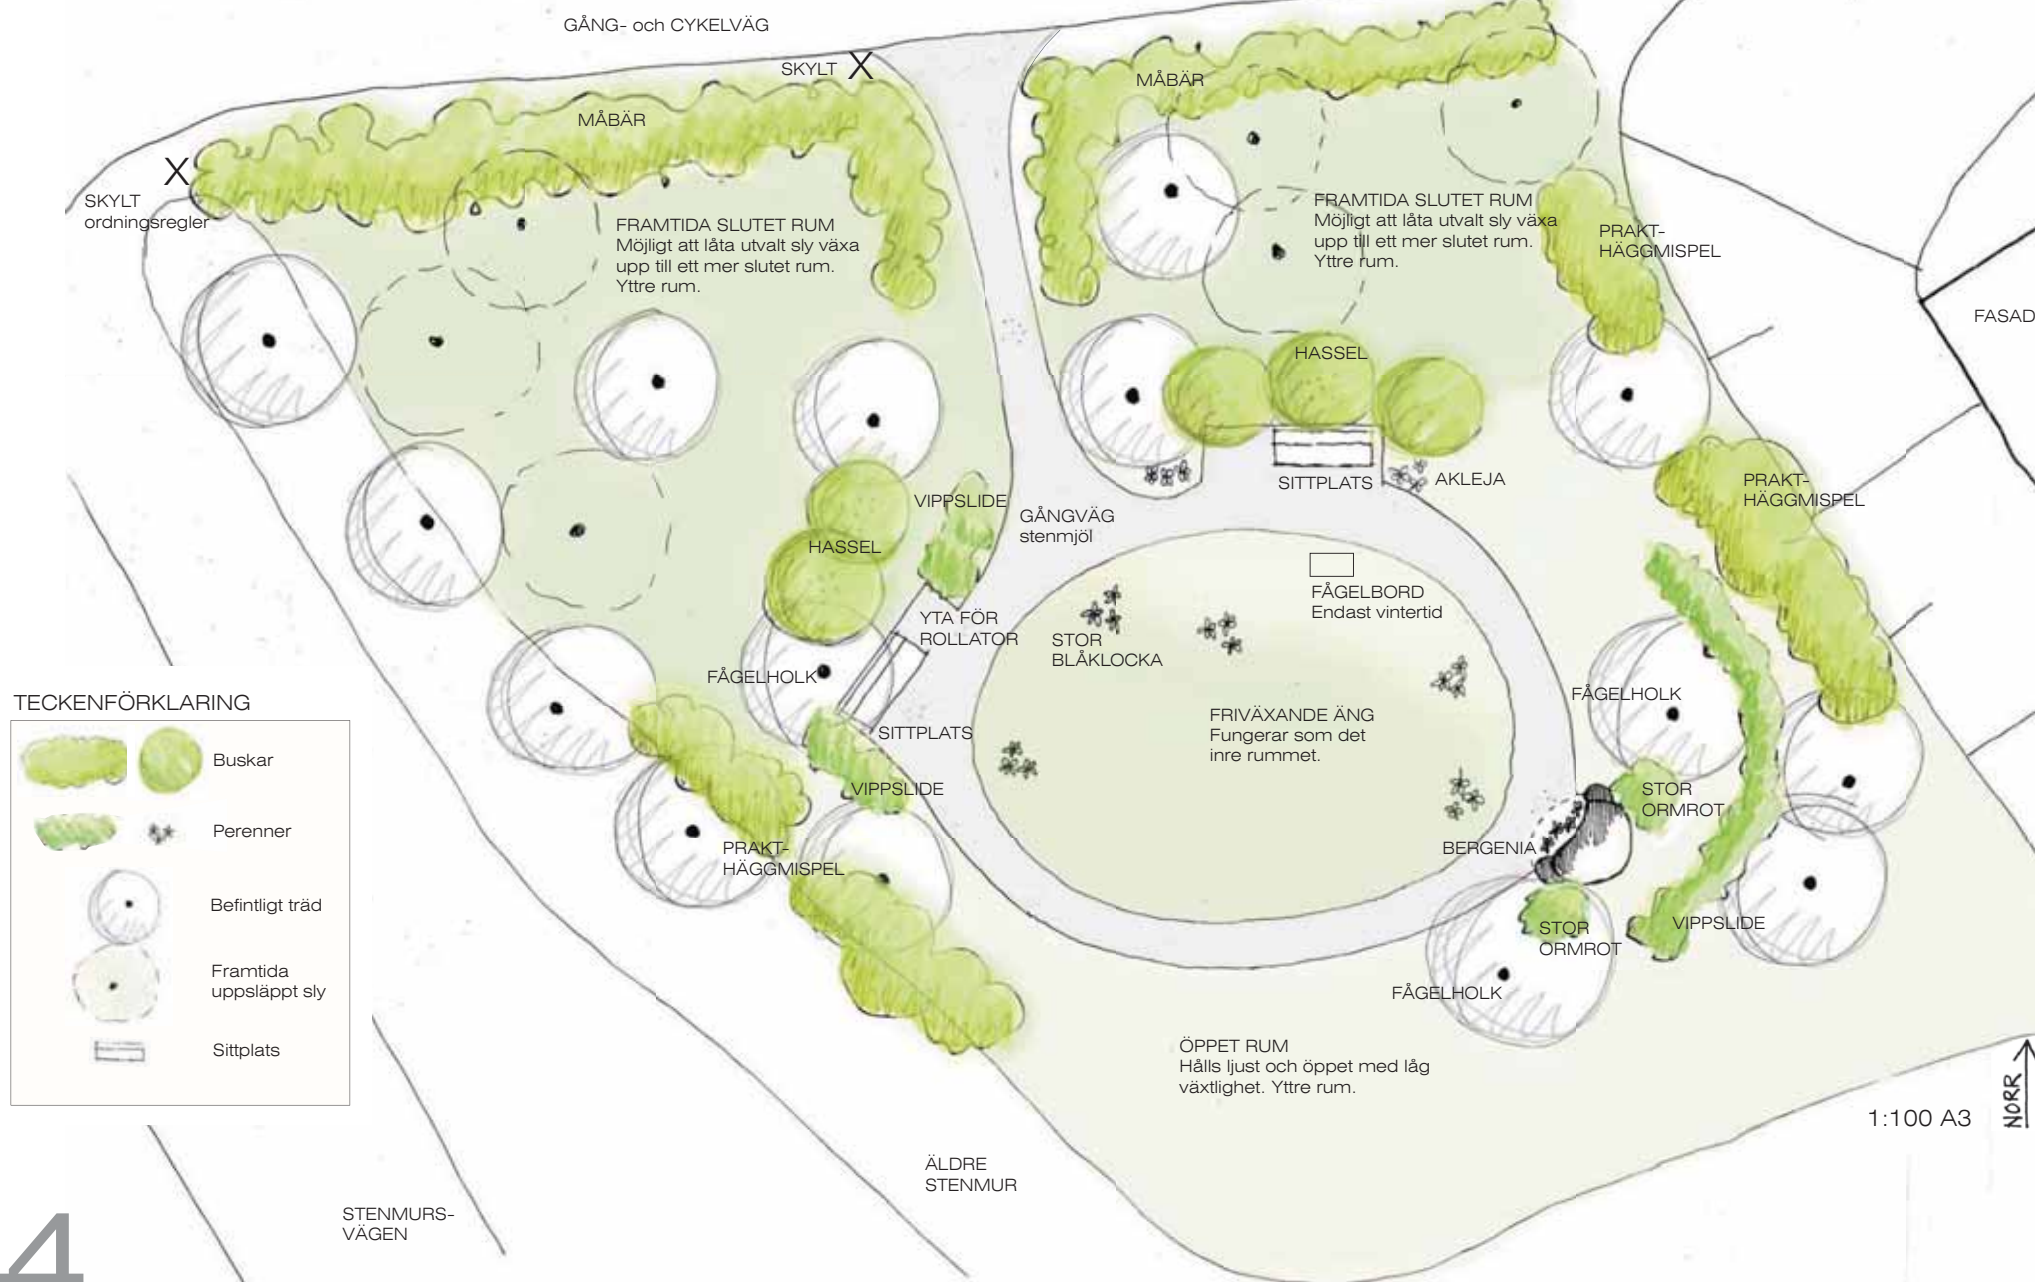 GÅNG- och CYKELVÄG
SKYLT X
MÅBÄR
MÅBÄR
X
SKYLT
ordningsregler
FRAMTIDA SLUTET RUM
Möjligt att låta utvalt sly växa
upp till ett mer slutet rum.
Yttre rum.
FRAMTIDA SLUTET RUM
Möjligt att låta utvalt sly växa
upp till ett mer slutet rum.
Yttre rum.
PRAKT-
HÄGGMISPEL
FASAD
HASSEL
SITTPLATS
AKLEJA
PRAKT-
HÄGGMISPEL
VIPPSLIDE
GÅNGVÄG
stenmjöl
HASSEL
FÅGELBORD
Endast vintertid
YTA FÖR
ROLLATOR
STOR
BLÅKLOCKA
FÅGELHOLK
FÅGELHOLK
SITTPLATS
FRIVÄXANDE ÄNG
Fungerar som det
inre rummet.
VIPPSLIDE
STOR
ORMROT
PRAKT-
HÄGGMISPEL
BERGENIA
STOR
ORMROT
VIPPSLIDE
FÅGELHOLK
TECKENFÖRKLARING
Buskar
Perenner
Befintligt träd
Framtida
uppsläppt sly
Sittplats
ÖPPET RUM
Hålls ljust och öppet med låg
växtlighet. Yttre rum.
1:100 A3
NORR
ÄLDRE
STENMUR
STENMURS-
VÄGEN
4